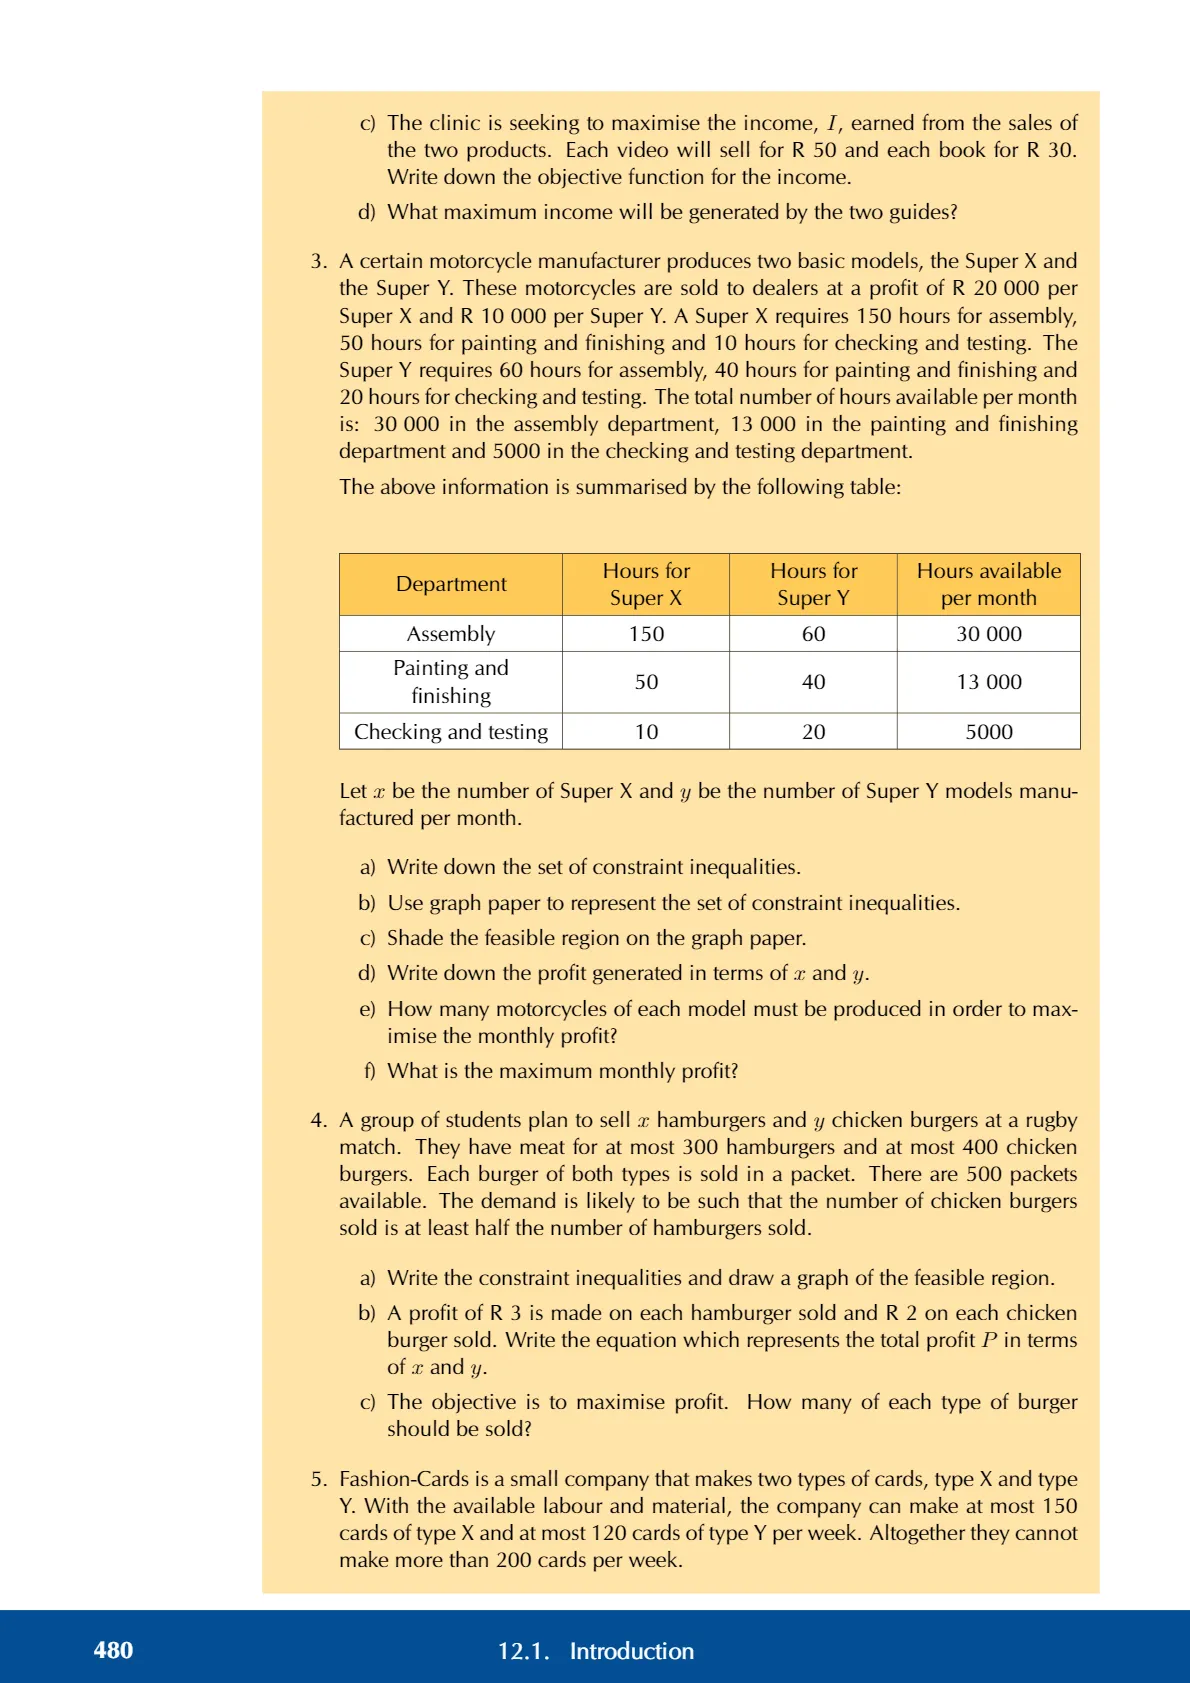 c) The clinic is seeking to maximise the income, I, earned from the sales of
the two products. Each video will sell for R 50 and each book for R 30.
Write down the objective function for the income.
d) What maximum income will be generated by the two guides?
3. A certain motorcycle manufacturer produces two basic models, the Super X and
the Super Y. These motorcycles are sold to dealers at a profit of R 20 000 per
Super X and R 10 000 per Super Y. A Super X requires 150 hours for assembly,
50 hours for painting and finishing and 10 hours for checking and testing. The
Super Y requires 60 hours for assembly, 40 hours for painting and finishing and
20 hours for checking and testing. The total number of hours available per month
is: 30 000 in the assembly department, 13 000 in the painting and finishing
department and 5000 in the checking and testing department.
The above information is summarised by the following table:
Department
Hours for
Super X
Hours for
Super Y
Hours available
per month
Assembly 150 60 30 000
Painting and
finishing
50 40 13 000
Checking and testing 10 20 5000
Let x be the number of Super X and y be the number of Super Y models manu-
factured per month.
a) Write down the set of constraint inequalities.
b) Use graph paper to represent the set of constraint inequalities.
c) Shade the feasible region on the graph paper.
d) Write down the profit generated in terms of x and y.
e) How many motorcycles of each model must be produced in order to max-
imise the monthly profit?
f) What is the maximum monthly profit?
4. A group of students plan to sell x hamburgers and y chicken burgers at a rugby
match. They have meat for at most 300 hamburgers and at most 400 chicken
burgers. Each burger of both types is sold in a packet. There are 500 packets
available. The demand is likely to be such that the number of chicken burgers
sold is at least half the number of hamburgers sold.
a) Write the constraint inequalities and draw a graph of the feasible region.
b) A profit of R 3 is made on each hamburger sold and R 2 on each chicken
burger sold. Write the equation which represents the total profit P in terms
of x and y.
c) The objective is to maximise profit. How many of each type of burger
should be sold?
5. Fashion-Cards is a small company that makes two types of cards, type X and type
Y. With the available labour and material, the company can make at most 150
cards of type X and at most 120 cards of type Y per week. Altogether they cannot
make more than 200 cards per week.
480 12.1. Introduction